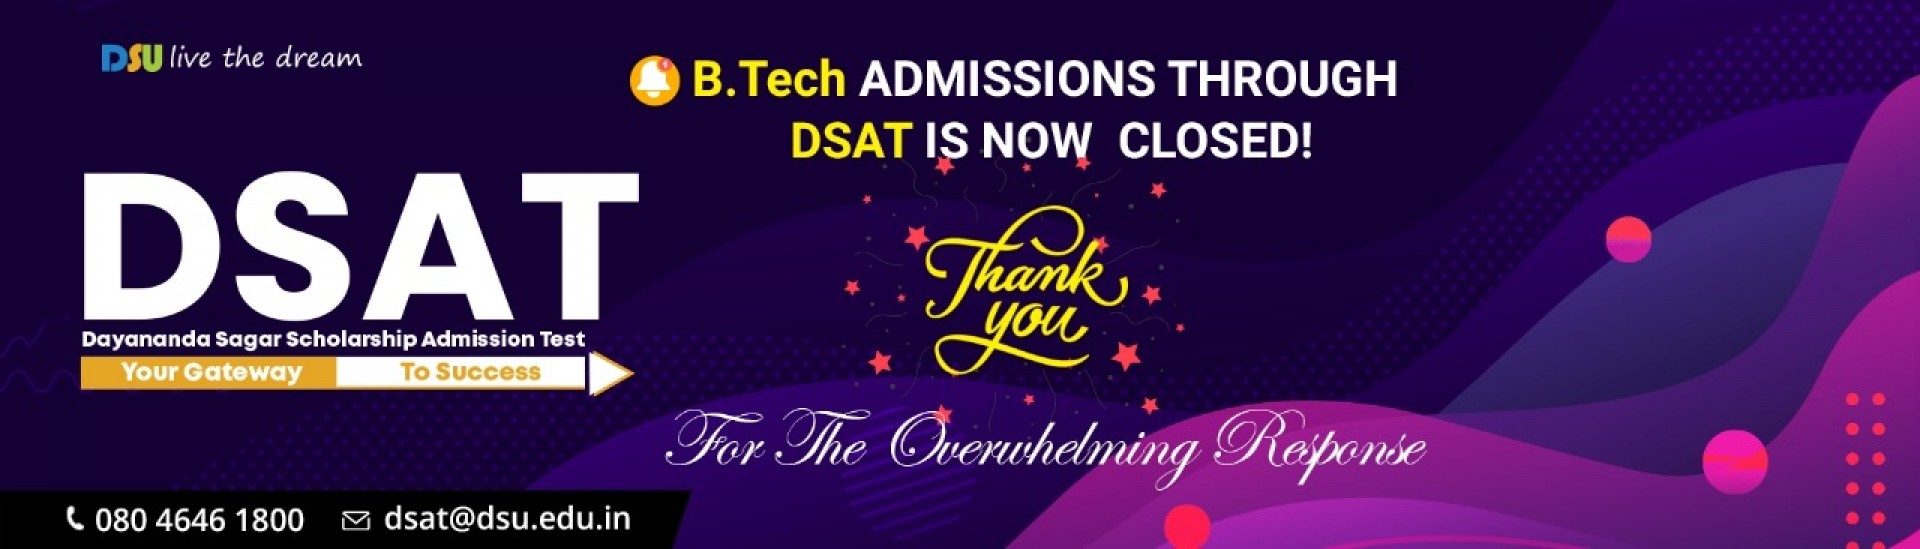 DSU live the dream
B.Tech ADMISSIONS THROUGH
DSAT IS NOW CLOSED!
DSAT
Dayananda Sagar Scholarship Admission Test
Your Gateway To Success
Thank
you
For The Overwhelming Response
080 4646 1800 dsat@dsu.edu.in